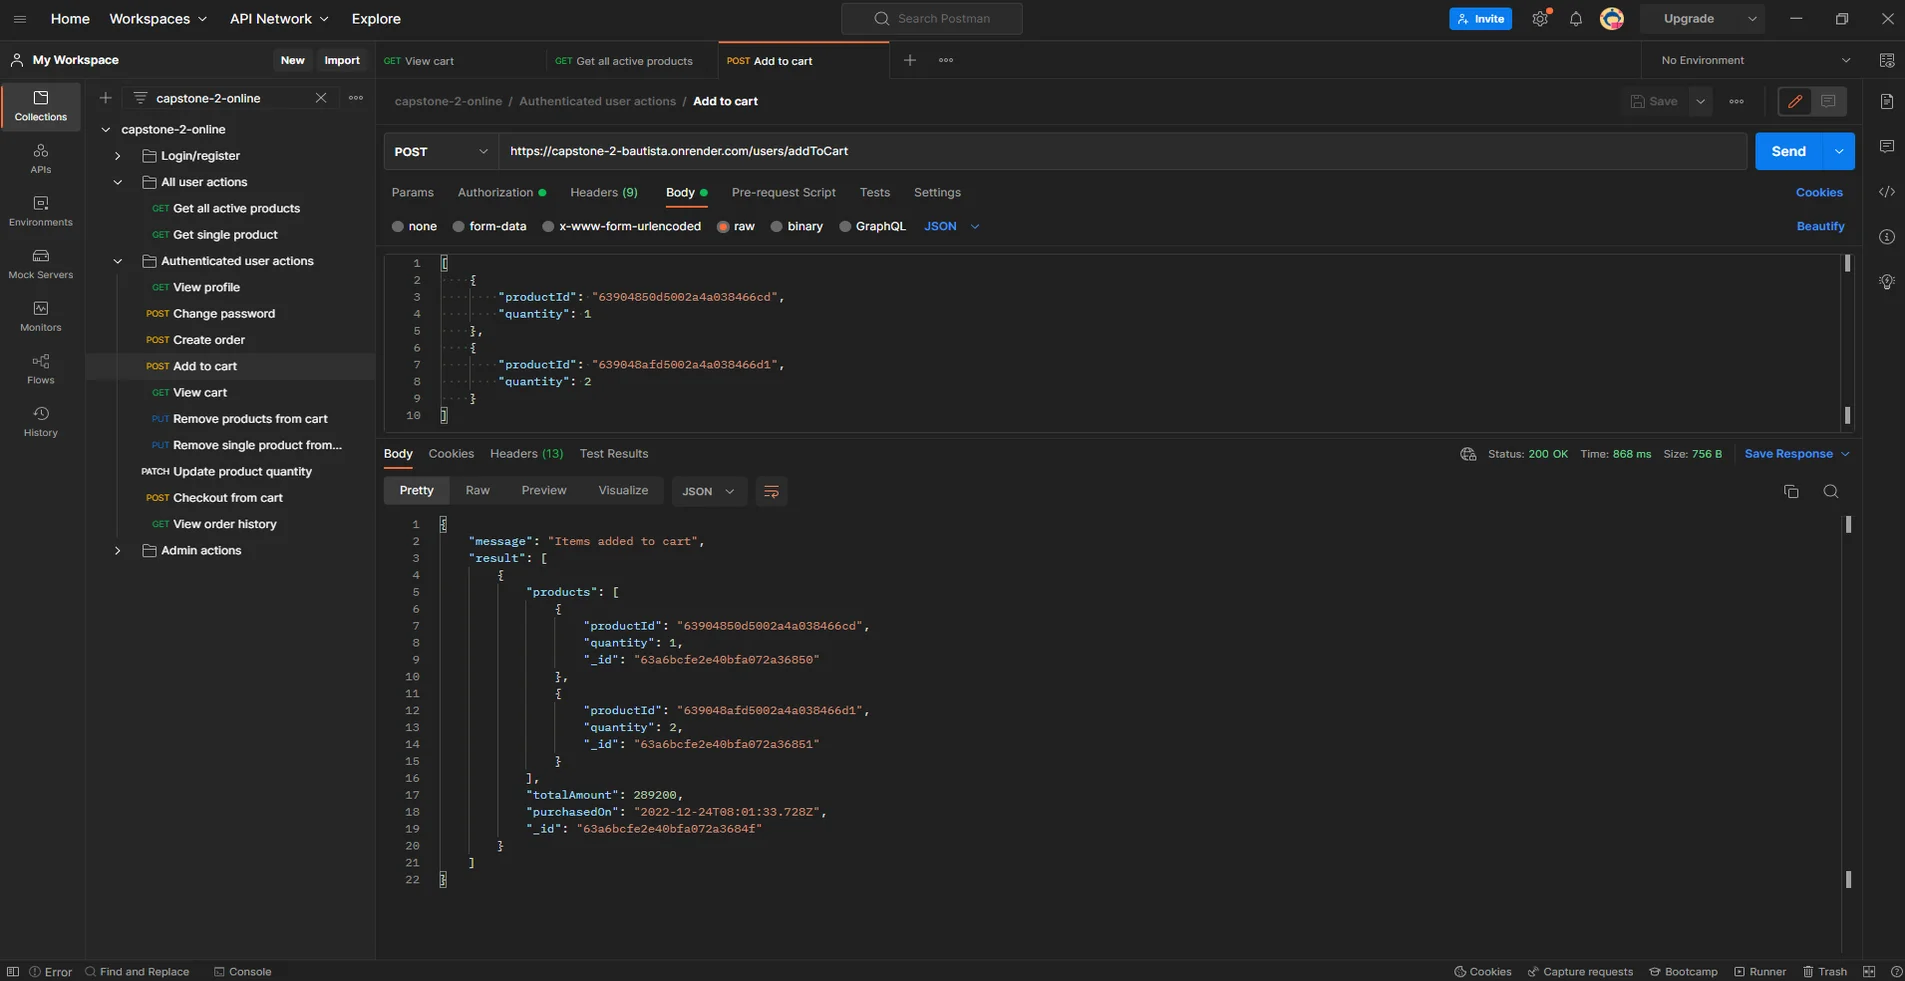 Home Workspaces API Network Explore Search Postman Invite Upgrade
My Workspace New Import GET View cart GET Get all active products POST Add to cart No Environment
capstone-2-online
capstone-2-online / Authenticated user actions / Add to cart Save
Collections
APIs
Environments
Mock Servers
Monitors
Flows
History
capstone-2-online
Login/register
All user actions
GET Get all active products
GET Get single product
Authenticated user actions
GET View profile
POST Change password
POST Create order
POST Add to cart
GET View cart
PUT Remove products from cart
PUT Remove single product from...
PATCH Update product quantity
POST Checkout from cart
GET View order history
Admin actions
POST https://capstone-2-bautista.onrender.com/users/addToCart Send
Params Authorization Headers (9) Body Pre-request Script Tests Settings Cookies
none form-data x-www-form-urlencoded raw binary GraphQL JSON Beautify
1 [
2 {
3 "productId": "63904850d5002a4a038466cd",
4 "quantity": 1
5 },
6 {
7 "productId": "639048afd5002a4a038466d1",
8 "quantity": 2
9 }
10 ]
Body Cookies Headers (13) Test Results Status: 200 OK Time: 868 ms Size: 756 B Save Response
Pretty Raw Preview Visualize JSON
1 {
2 "message": "Items added to cart",
3 "result": [
4 {
5 "products": [
6 {
7 "productId": "63904850d5002a4a038466cd",
8 "quantity": 1,
9 "_id": "63a6bcfe2e40bfa072a36850"
10 },
11 {
12 "productId": "639048afd5002a4a038466d1",
13 "quantity": 2,
14 "_id": "63a6bcfe2e40bfa072a36851"
15 }
16 ],
17 "totalAmount": 289200,
18 "purchasedOn": "2022-12-24T08:01:33.728Z",
19 "_id": "63a6bcfe2e40bfa072a3684f"
20 }
21 ]
22 }
Error Find and Replace Console Cookies Capture requests Bootcamp Runner Trash